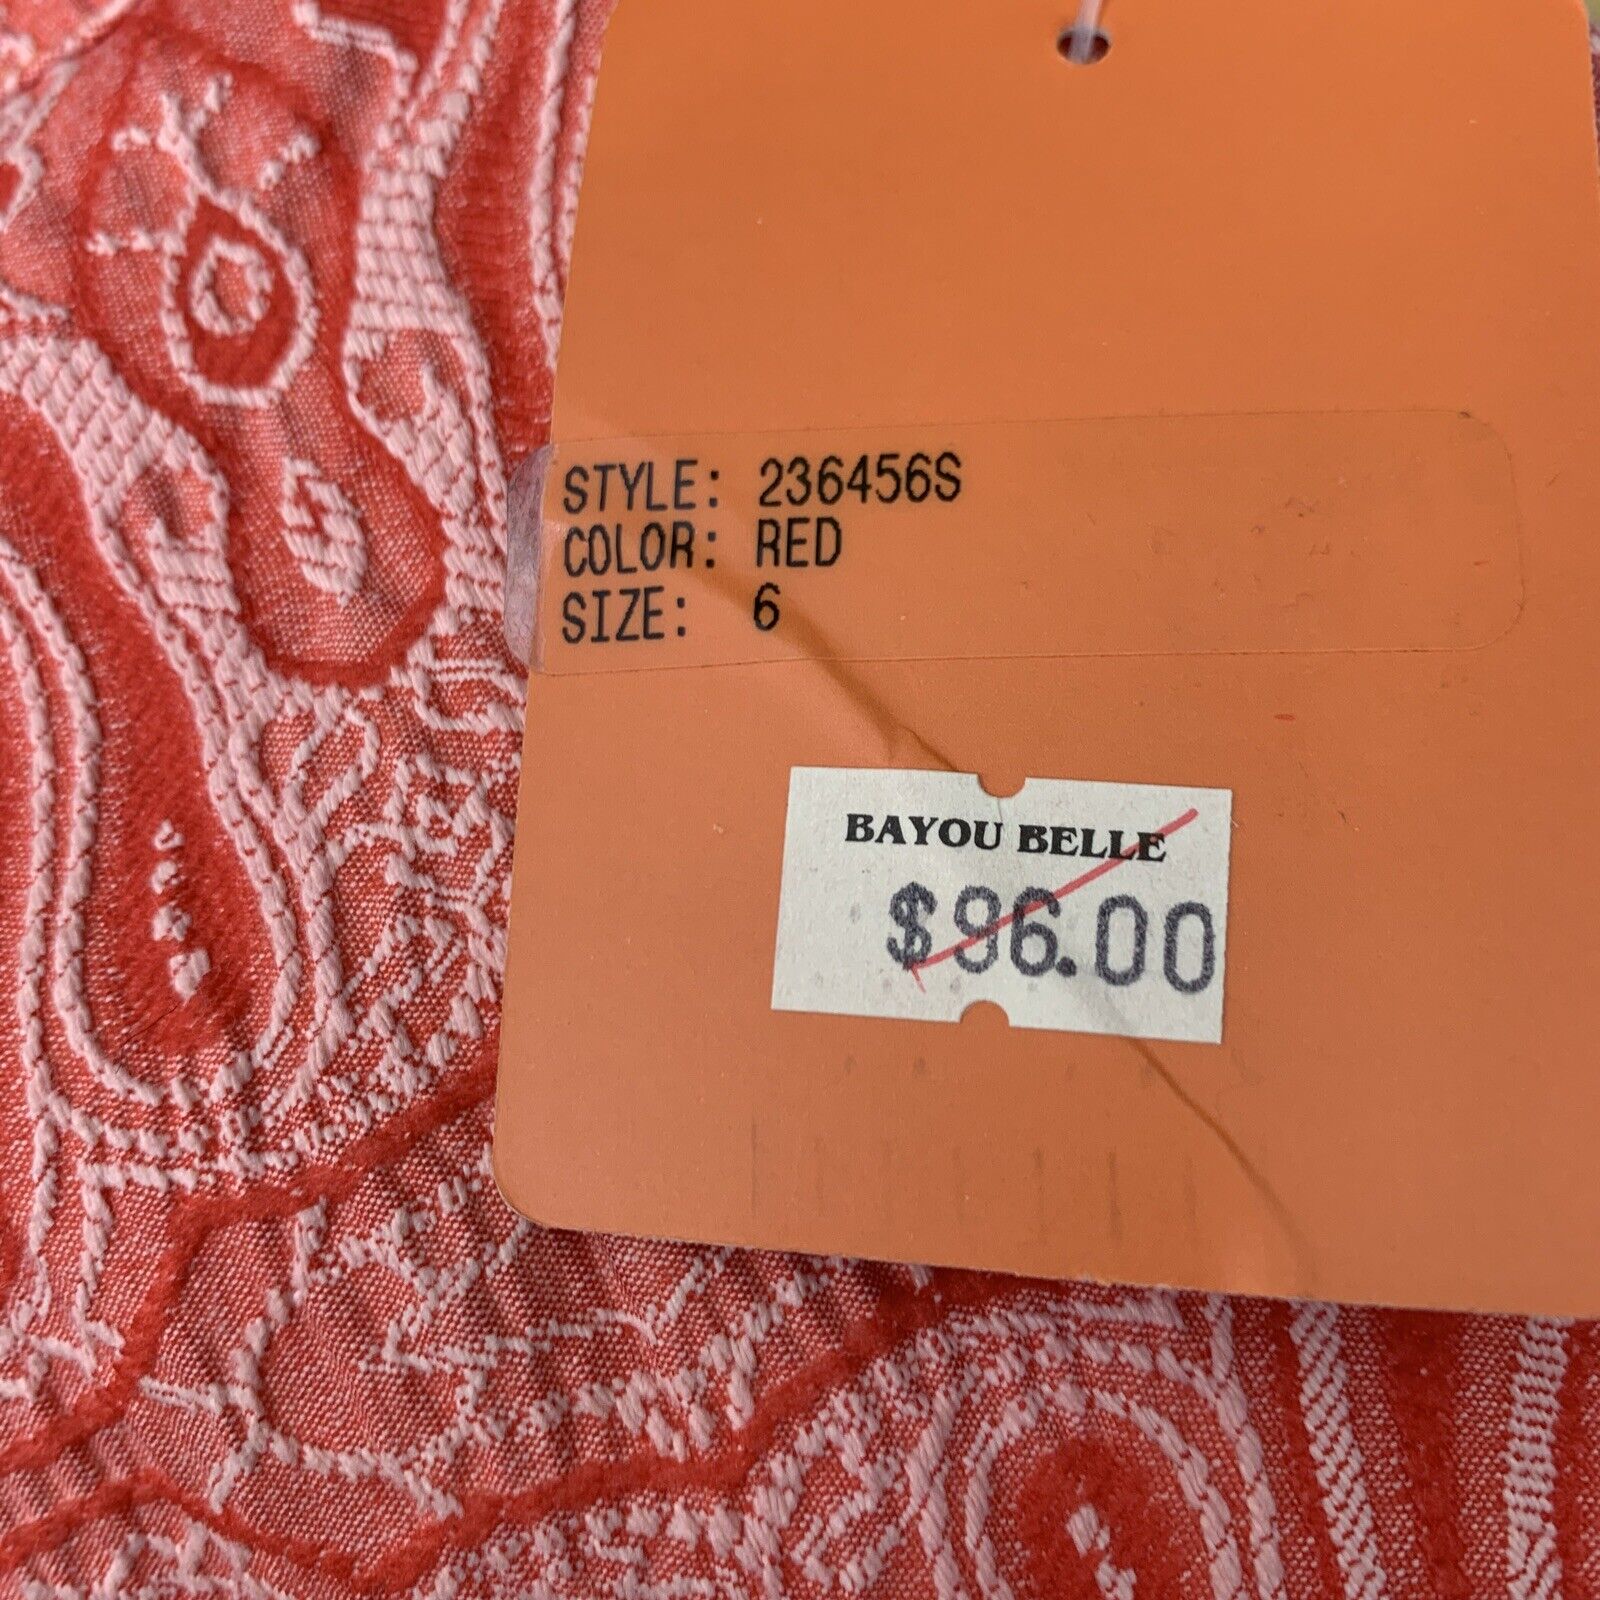 STYLE: 236456S
COLOR: RED
SIZE: 6
BAYOU BELLE
$96.00